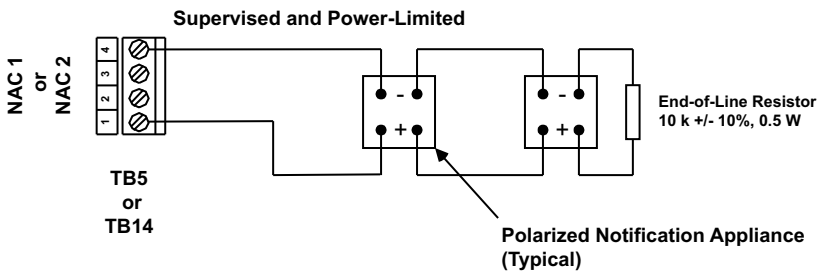 Supervised and Power-Limited
NAC 1
or
NAC 2
4
3
2
1
- -
+ +
End-of-Line Resistor
10 k +/- 10%, 0.5 W
TB5
or
TB14
Polarized Notification Appliance
(Typical)